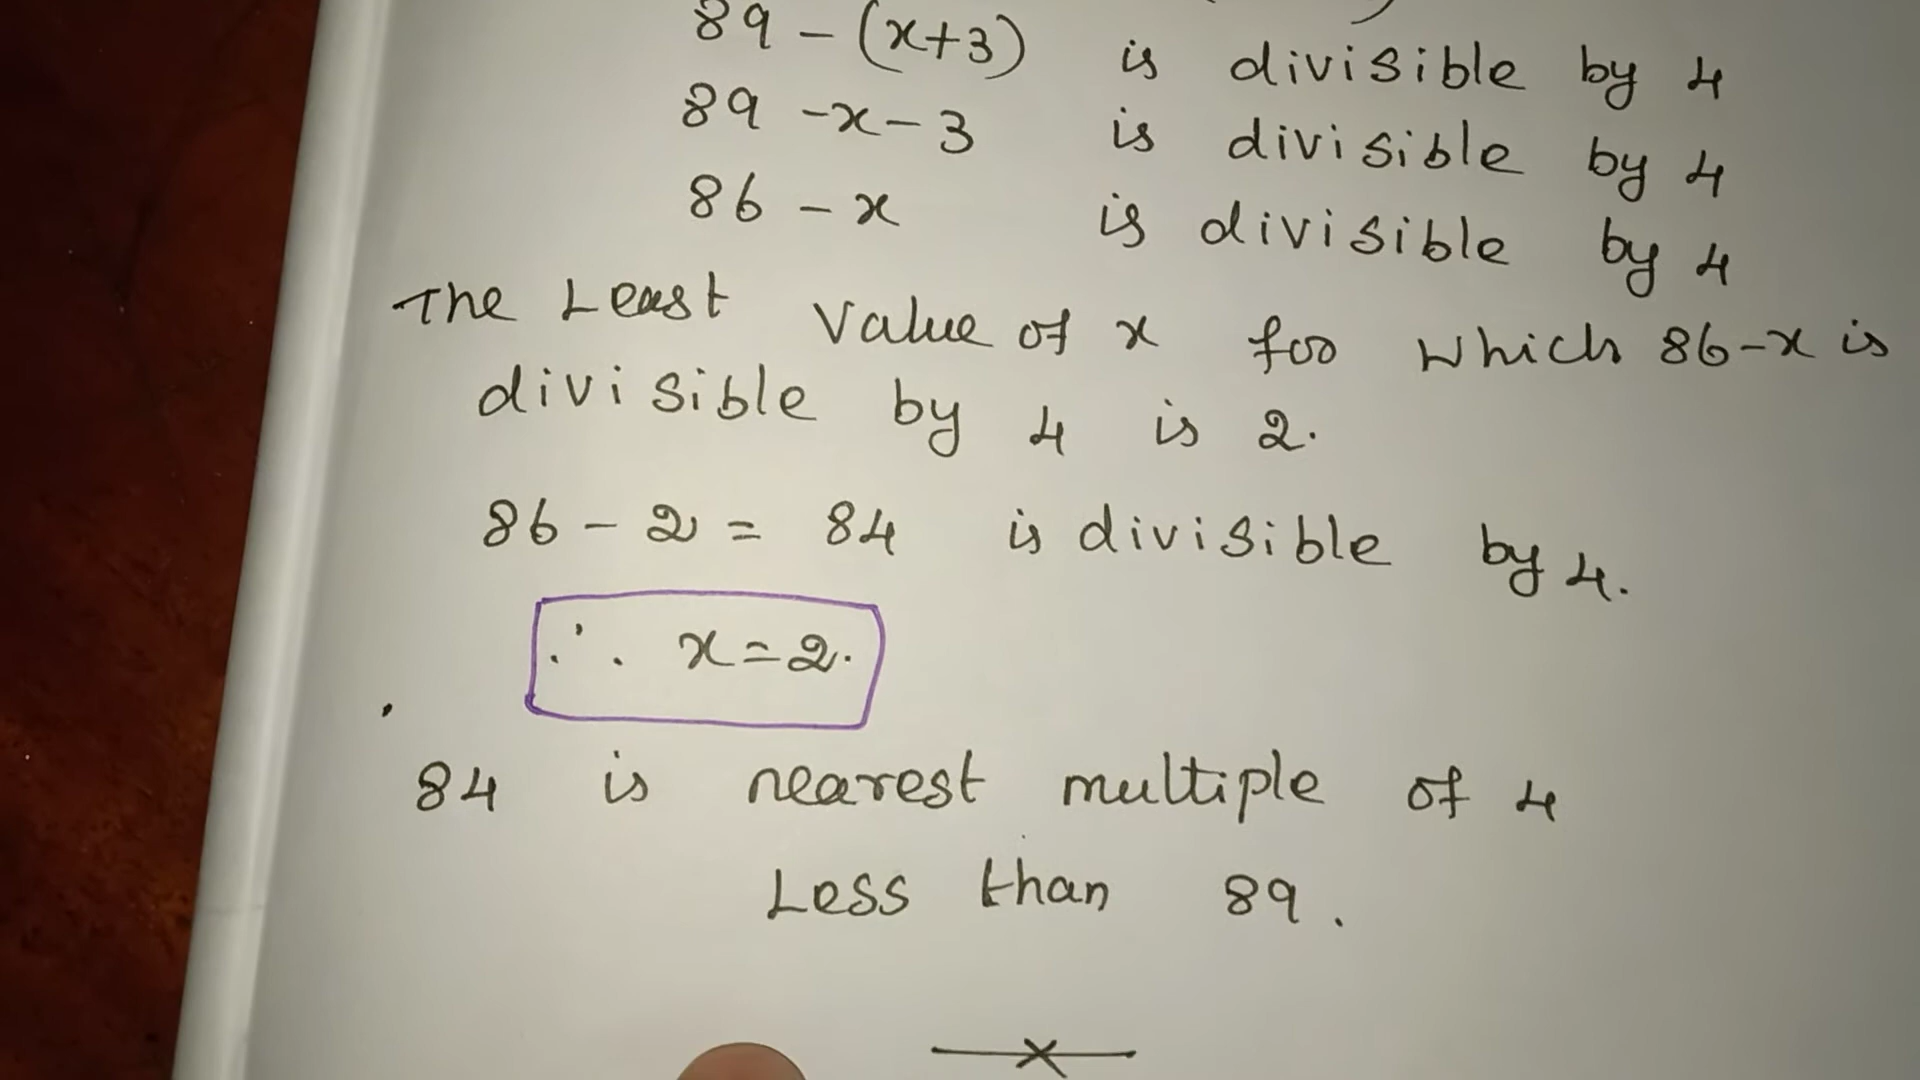 89 - (x+3) is divisible by 4
89 -x-3 is divisible by 4
86 - x is divisible by 4
The Least Value of x for which 86-x is
divisible by 4 is 2.
86 - 2 = 84 is divisible by 4.
∴ x=2.
84 is nearest multiple of 4
Less than 89.